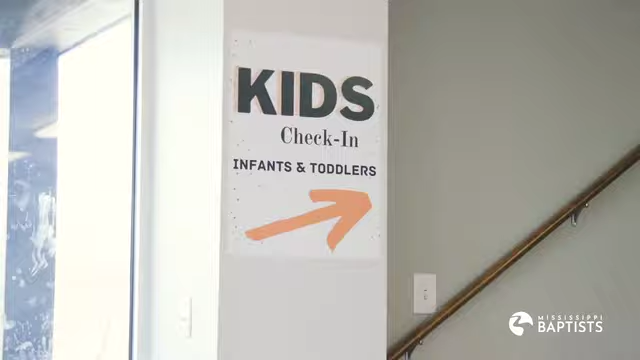 KIDS
Check-In
INFANTS & TODDLERS
MISSISSIPPI
BAPTISTS